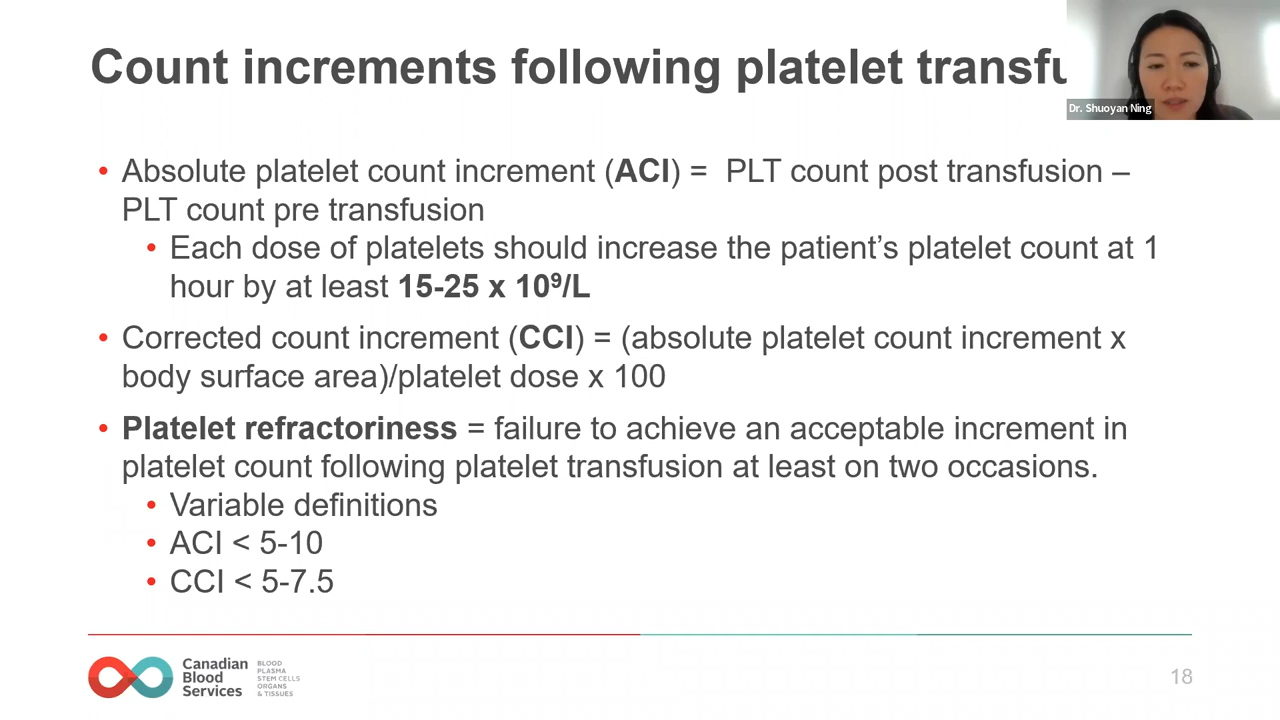 Count increments following platelet transfu
Dr. Shuoyan Ning
• Absolute platelet count increment (ACI) = PLT count post transfusion –
PLT count pre transfusion
• Each dose of platelets should increase the patient’s platelet count at 1
hour by at least 15-25 x 10⁹/L
• Corrected count increment (CCI) = (absolute platelet count increment x
body surface area)/platelet dose x 100
• Platelet refractoriness = failure to achieve an acceptable increment in
platelet count following platelet transfusion at least on two occasions.
• Variable definitions
• ACI < 5-10
• CCI < 5-7.5
Canadian
Blood
Services
BLOOD
PLASMA
STEM CELLS
ORGANS
& TISSUES
18